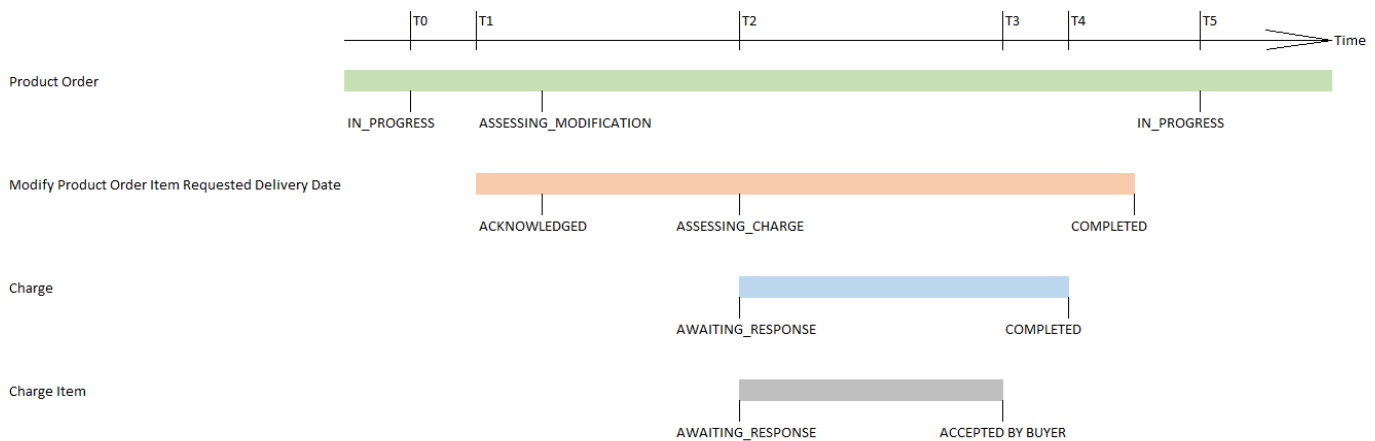 T0 T1 T2 T3 T4 T5
Time
Product Order
IN_PROGRESS ASSESSING_MODIFICATION IN_PROGRESS
Modify Product Order Item Requested Delivery Date
ACKNOWLEDGED ASSESSING_CHARGE COMPLETED
Charge
AWAITING_RESPONSE COMPLETED
Charge Item
AWAITING_RESPONSE ACCEPTED BY BUYER